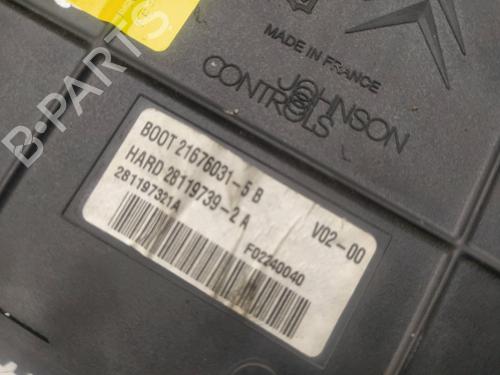 MADE IN FRANCE
JOHNSON
CONTROLS
BOOT 21676031-5 B
HARD 28119739-2 A
281197321A
V02-00
F02240040
B-PARTS